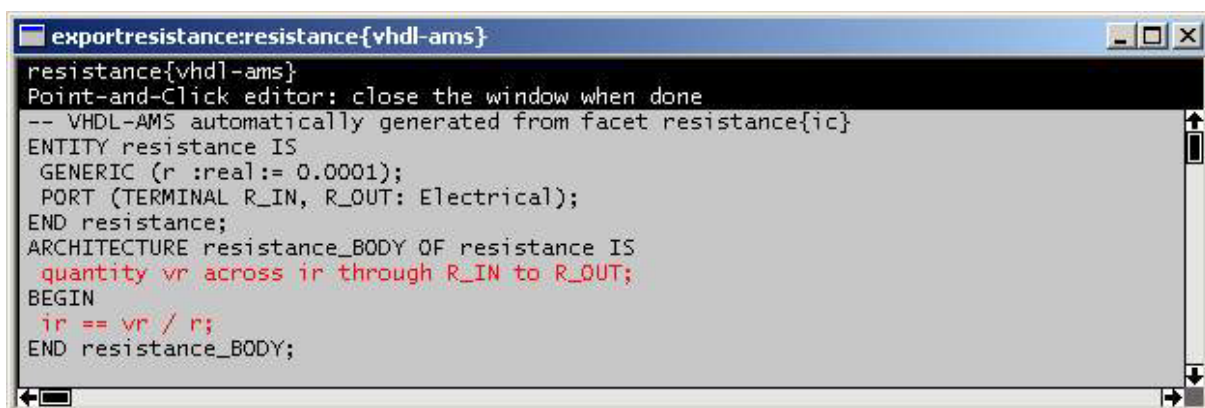 exportresistance:resistance{vhdl-ams}
resistance{vhdl-ams}
Point-and-Click editor: close the window when done
-- VHDL-AMS automatically generated from facet resistance{ic}
ENTITY resistance IS
GENERIC (r :real:= 0.0001);
PORT (TERMINAL R_IN, R_OUT: Electrical);
END resistance;
ARCHITECTURE resistance_BODY OF resistance IS
quantity vr across ir through R_IN to R_OUT;
BEGIN
ir == vr / r;
END resistance_BODY;